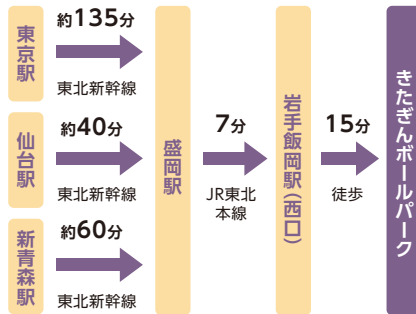 東京駅
約135分
東北新幹線
仙台駅
約40分
東北新幹線
新青森駅
約60分
東北新幹線
盛岡駅
7分
JR東北
本線
岩手飯岡駅(西口)
15分
徒歩
きたぎんボールパーク